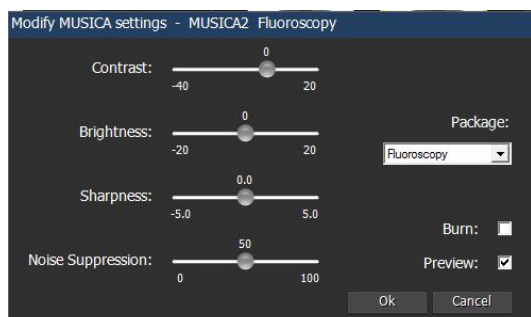 Modify MUSICA settings - MUSICA2 Fluoroscopy
0
Contrast:
-40 20
0
Brightness:
-20 20
Package:
Fluoroscopy
0.0
Sharpness:
-5.0 5.0
Burn:
50
Noise Suppression:
0 100
Preview:
Ok Cancel